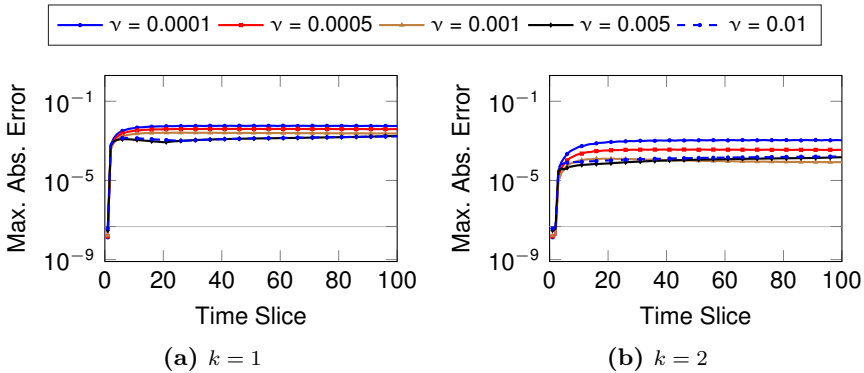 ν = 0.0001 ν = 0.0005 ν = 0.001 ν = 0.005 ν = 0.01
Max. Abs. Error
10⁻¹
10⁻⁵
10⁻⁹
0 20 40 60 80 100
Time Slice
(a) k = 1
Max. Abs. Error
10⁻¹
10⁻⁵
10⁻⁹
0 20 40 60 80 100
Time Slice
(b) k = 2